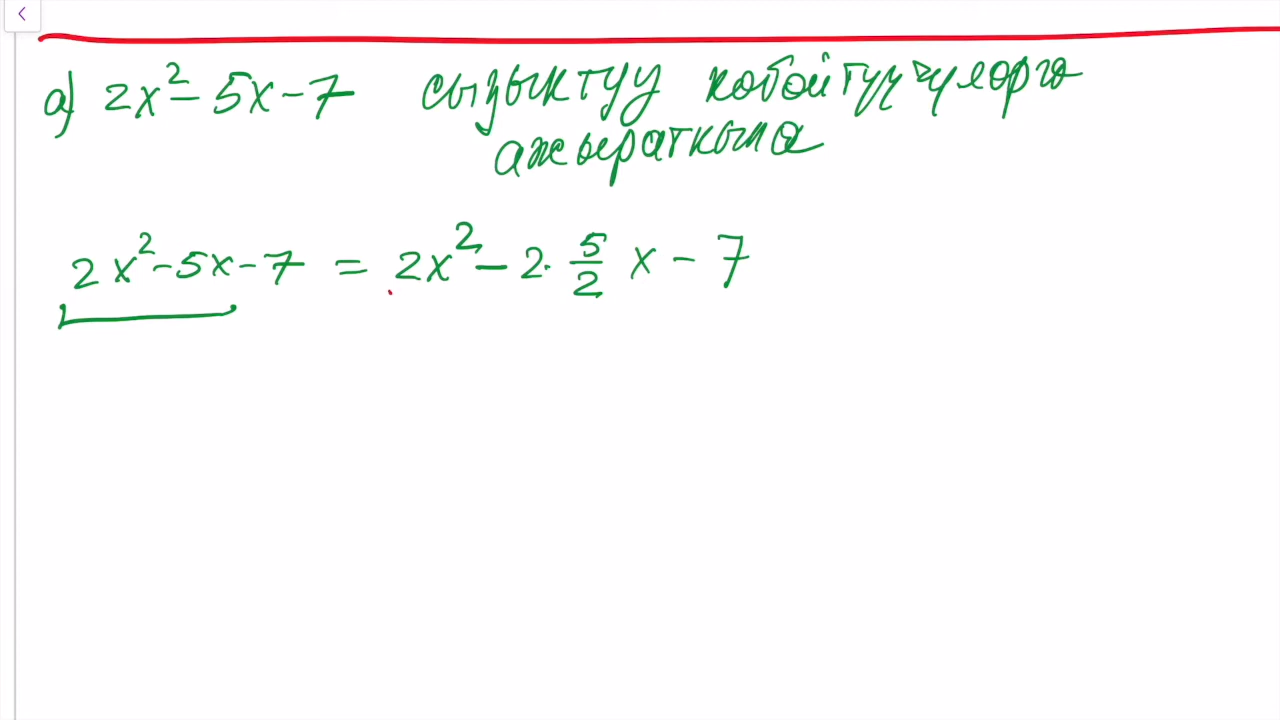 а) 2x² - 5x - 7 сызыктуу көбөйтүүчүлөргө
ажыраткыла
2x² - 5x - 7 = 2x² - 2 · 5/2 x - 7